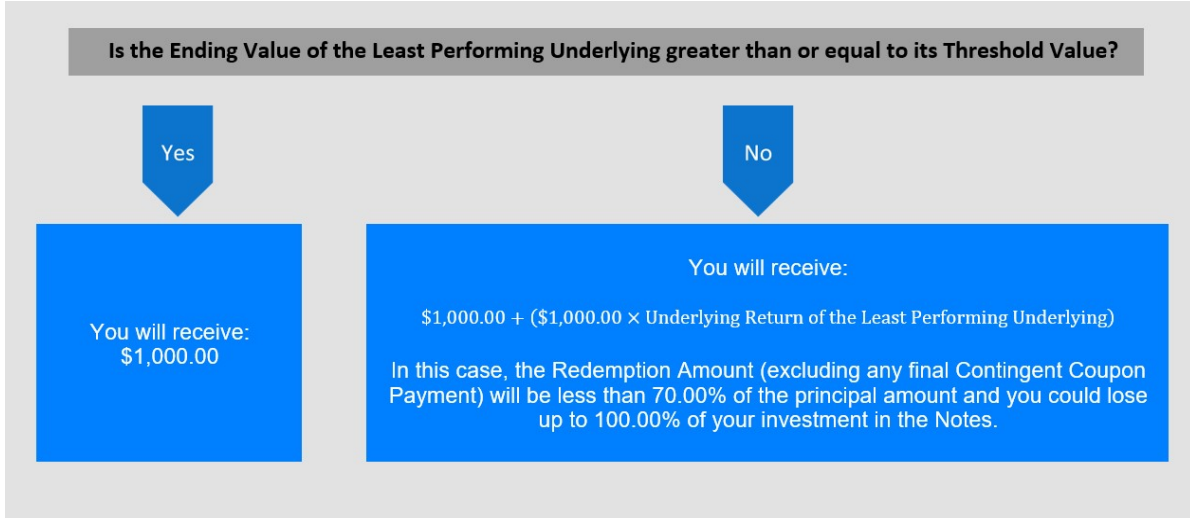 Is the Ending Value of the Least Performing Underlying greater than or equal to its Threshold Value?
Yes
No
You will receive:
$1,000.00
You will receive:
$1,000.00 + ($1,000.00 × Underlying Return of the Least Performing Underlying)
In this case, the Redemption Amount (excluding any final Contingent Coupon
Payment) will be less than 70.00% of the principal amount and you could lose
up to 100.00% of your investment in the Notes.